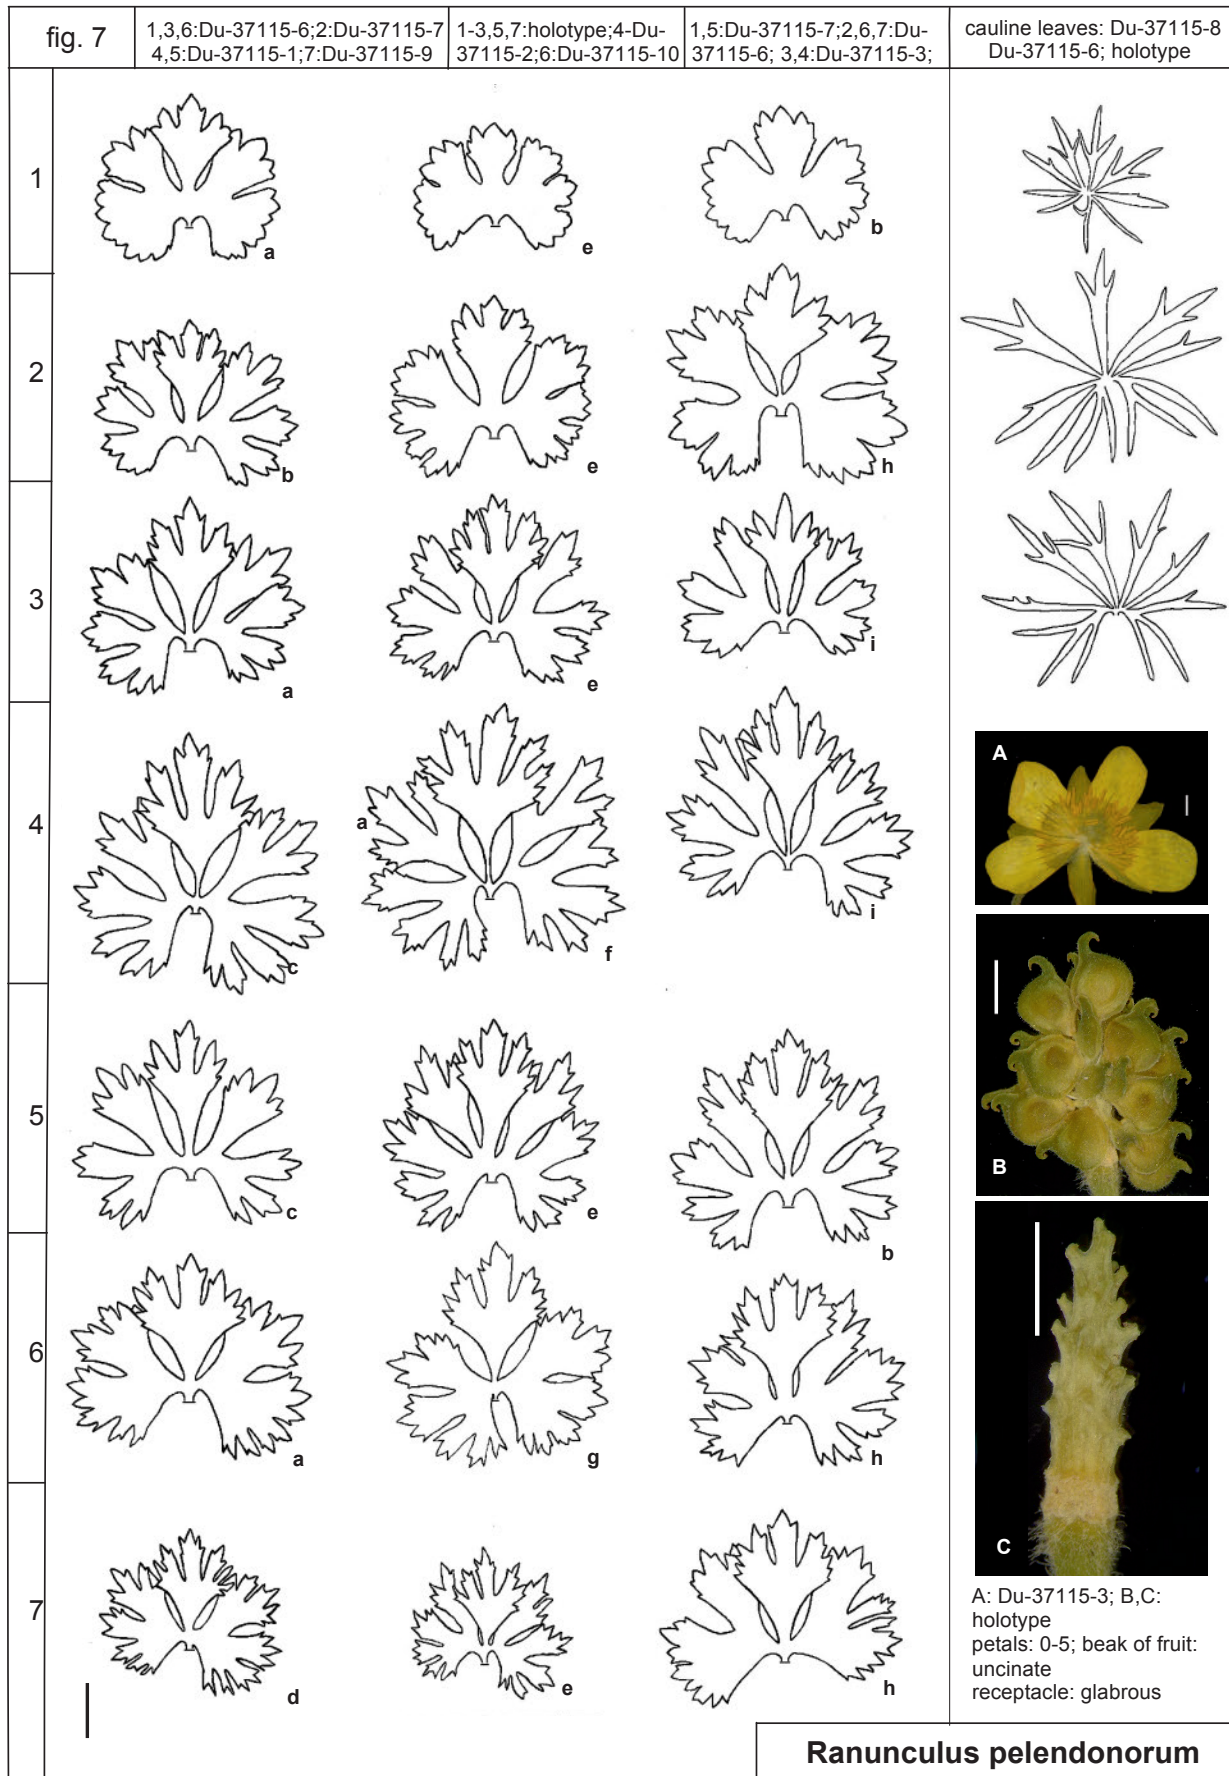 fig. 7
1,3,6:Du-37115-6;2:Du-37115-7
4,5:Du-37115-1;7:Du-37115-9
1-3,5,7:holotype;4-Du-
37115-2;6:Du-37115-10
1,5:Du-37115-7;2,6,7:Du-
37115-6; 3,4:Du-37115-3;
cauline leaves: Du-37115-8
Du-37115-6; holotype
1
a
e
b
2
b
e
h
3
a
e
i
4
c
a
f
i
5
c
e
b
6
a
g
h
7
d
e
h
A
B
C
A: Du-37115-3; B,C:
holotype
petals: 0-5; beak of fruit:
uncinate
receptacle: glabrous
Ranunculus pelendonorum